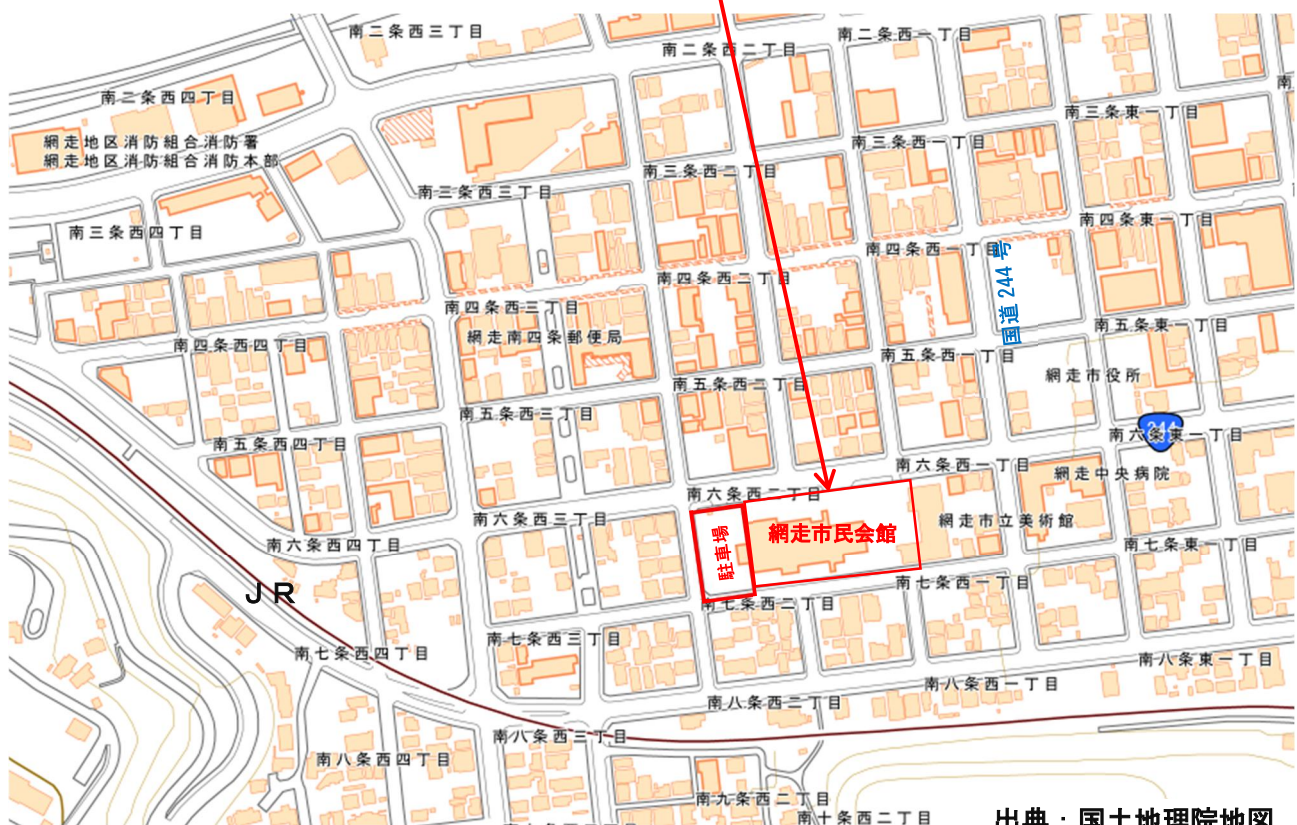 南二条西三丁目
南二条西一丁目
南二条西二丁目
南二条西四丁目
南三条東一丁目
網走地区消防組合消防署
網走地区消防組合消防本部
南三条西一丁目
南三条西二丁目
南三条西三丁目
南四条東一丁目
南三条西四丁目
南四条西一丁目
国道244号
南四条西二丁目
南四条西三丁目
網走南四条郵便局
南五条東一丁目
南四条西四丁目
南五条西一丁目
網走市役所
南五条西二丁目
南五条西三丁目
244
南六条東一丁目
南五条西四丁目
南六条西一丁目
網走中央病院
南六条西二丁目
南六条西三丁目
網走市立美術館
網走市民会館
駐車場
南六条西四丁目
南七条東一丁目
南七条西一丁目
JR
南七条西二丁目
南七条西三丁目
南七条西四丁目
南八条東一丁目
南八条西一丁目
南八条西二丁目
南八条西三丁目
南八条西四丁目
南九条西二丁目
南十条西二丁目
出典：国土地理院地図